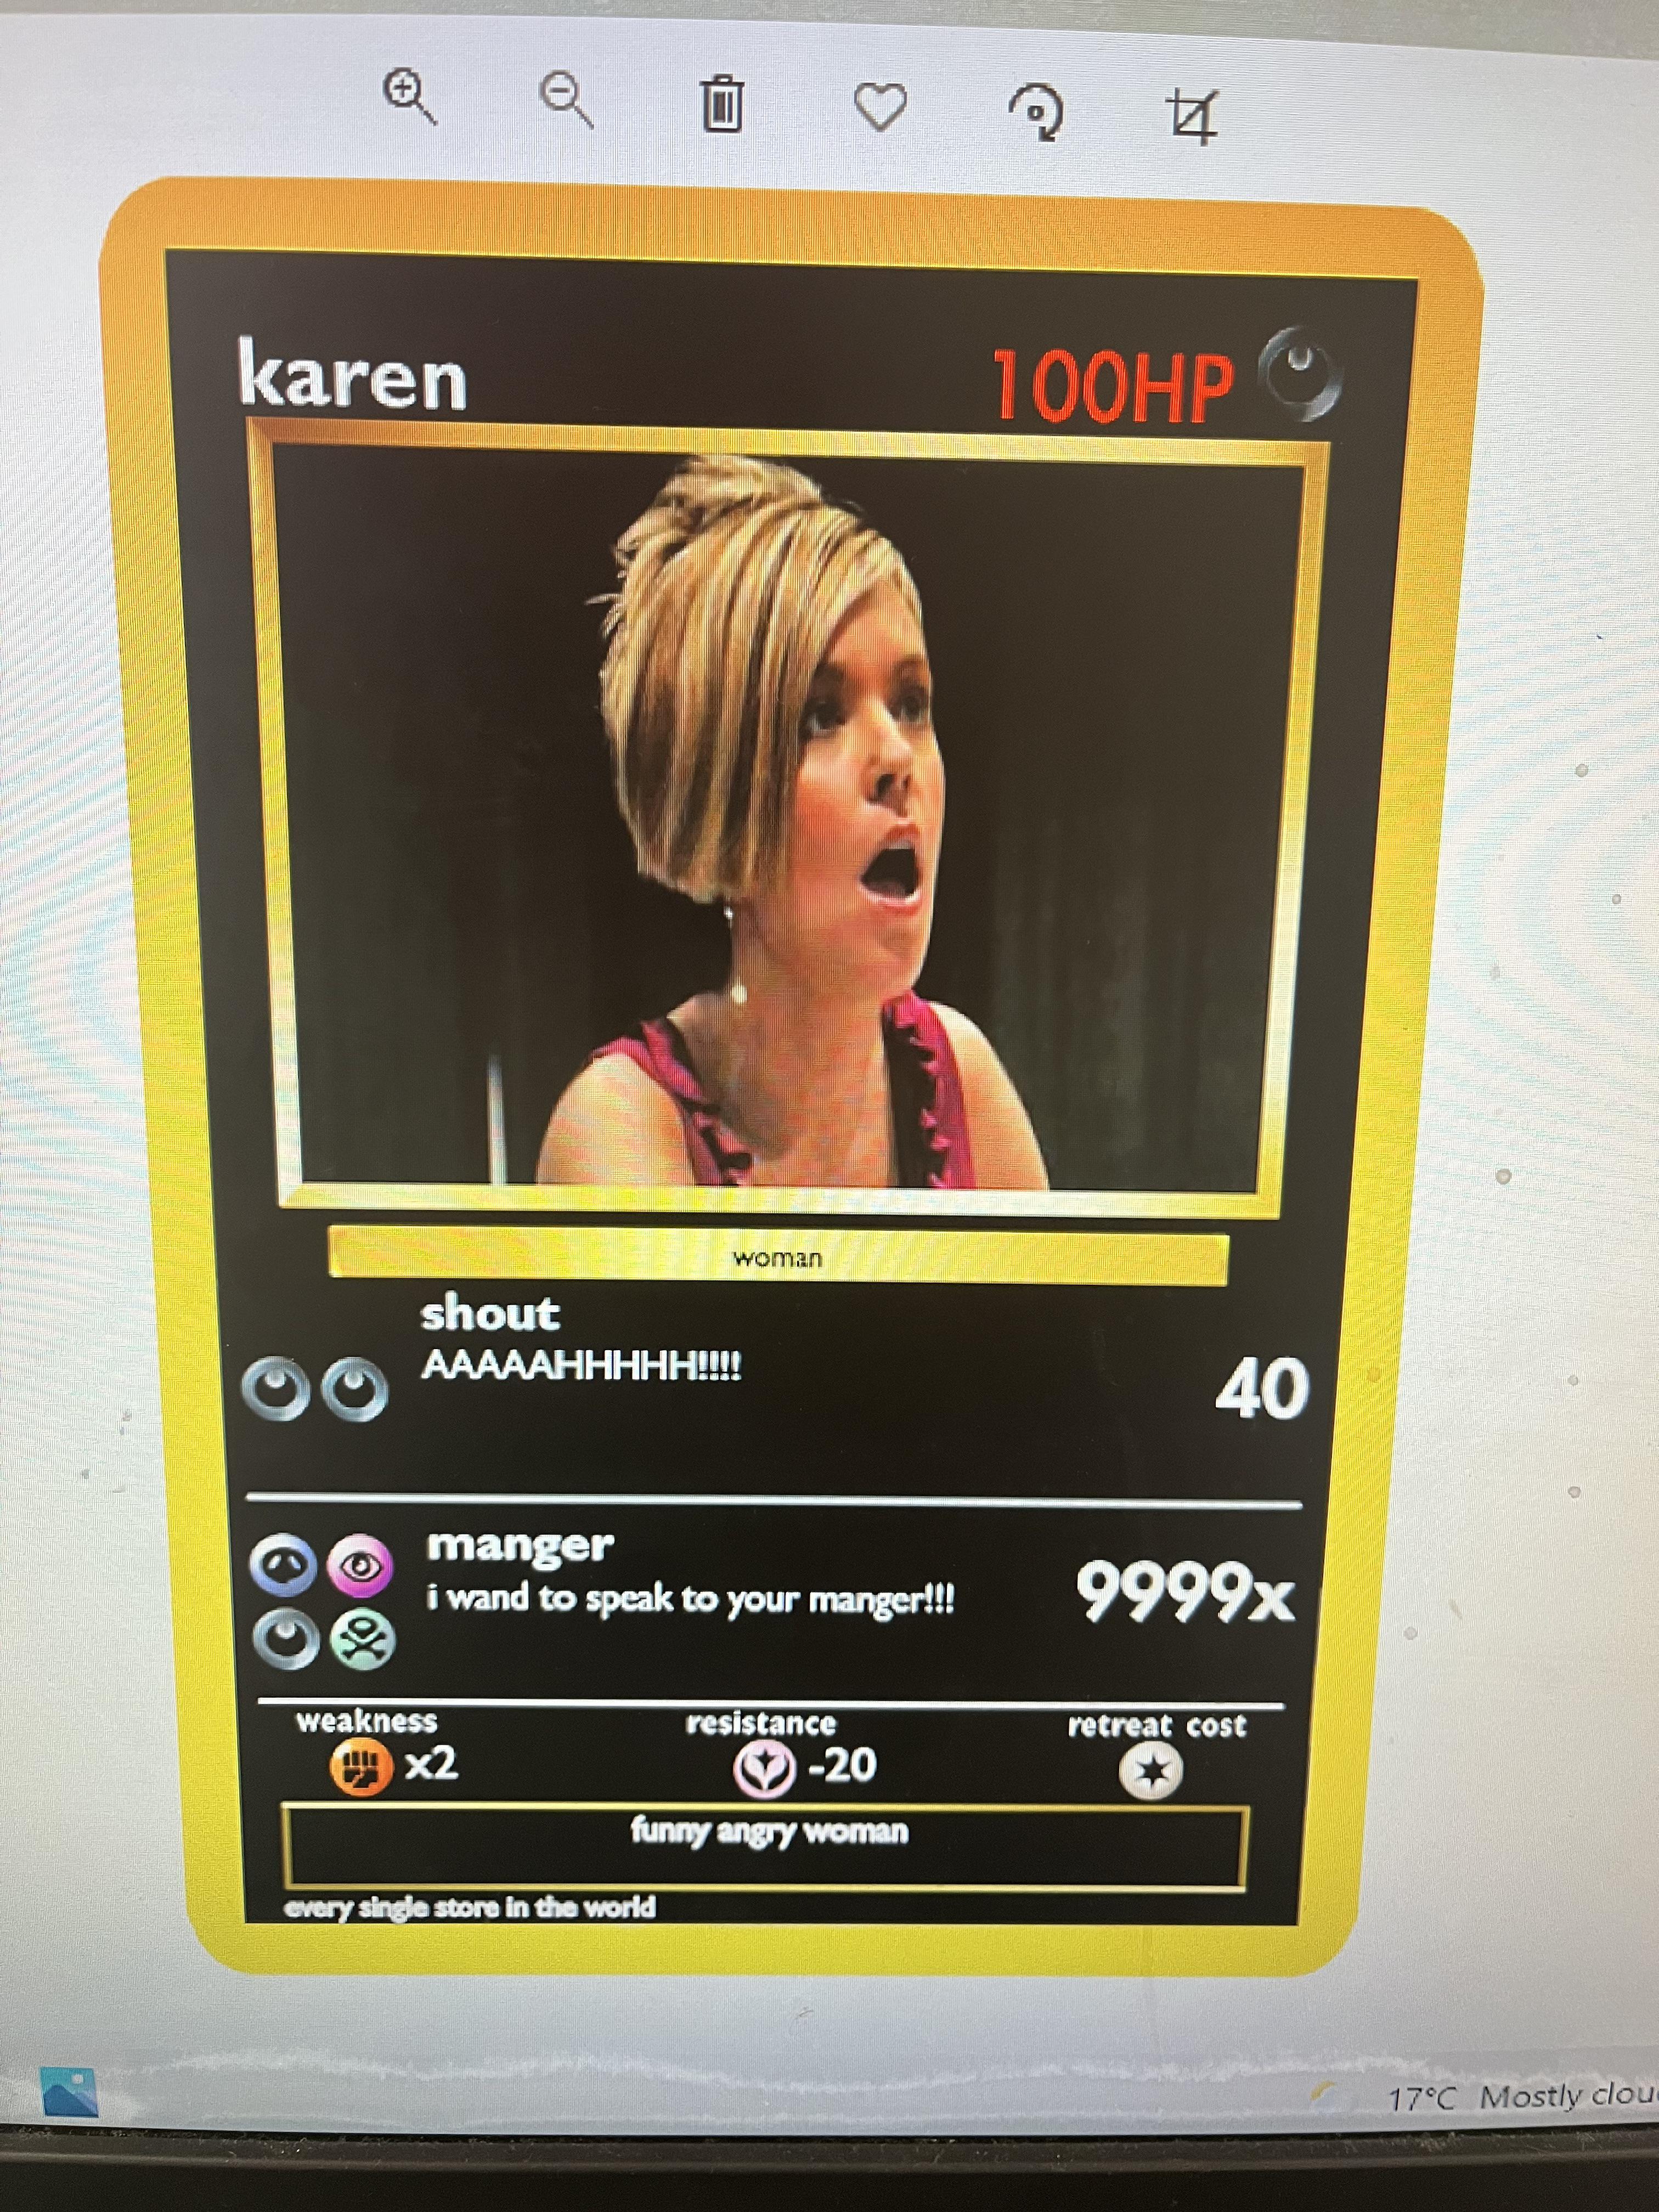 karen
100HP
woman
shout
AAAAAHHHHH!!!!
40
manger
i wand to speak to your manger!!!
9999x
weakness
resistance
retreat cost
x2
-20
funny angry woman
every single store in the world
17°C Mostly clou